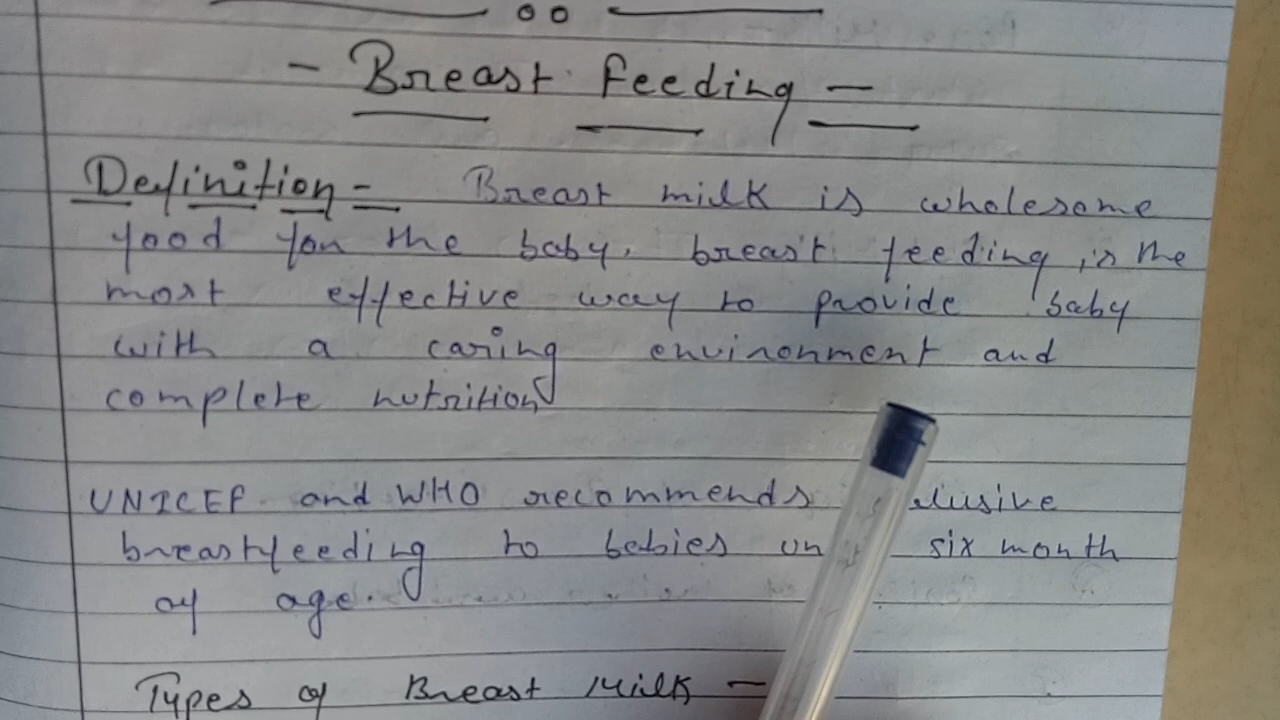 - Breast feeding -
Definition - Breast milk is wholesome
food for the baby. breast feeding is the
most effective way to provide baby
with a caring environment and
complete nutrition
UNICEF and WHO recommends
breastfeeding to babies six month
of age.
Types of Breast Milk -